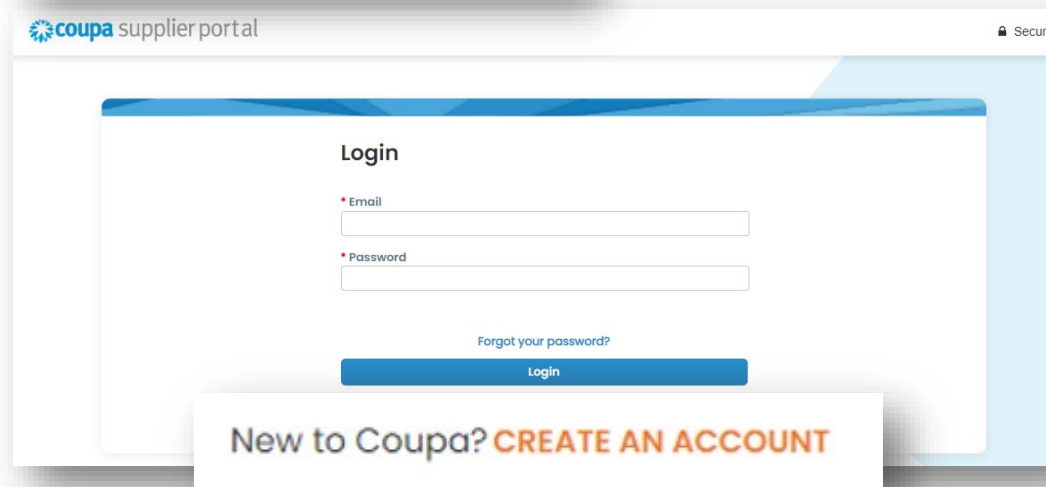 coupa supplier portal
Secur
Login
* Email
* Password
Forgot your password?
Login
New to Coupa? CREATE AN ACCOUNT